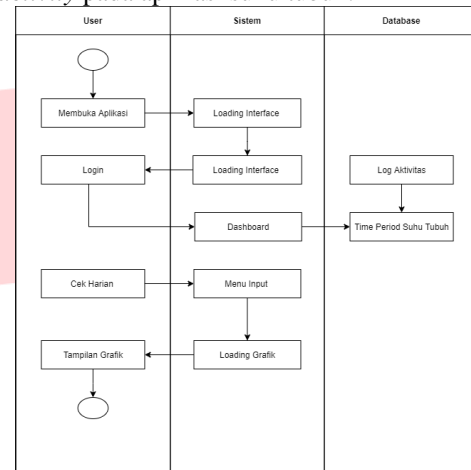 User Sistem Database
Membuka Aplikasi Loading Interface
Login Loading Interface Log Aktivitas
Dashboard Time Period Suhu Tubuh
Cek Harian Menu Input
Tampilan Grafik Loading Grafik